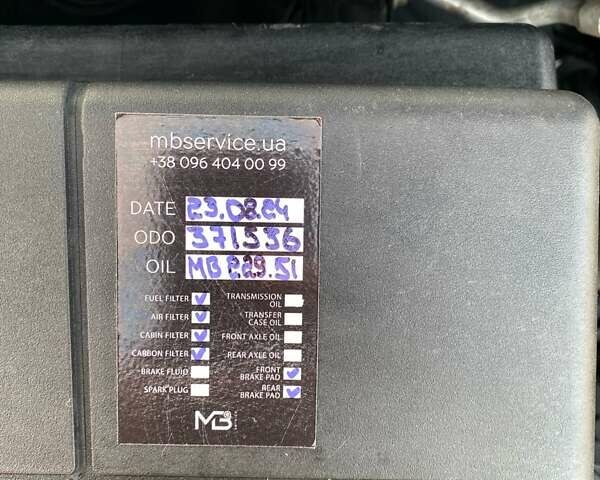 mbservice.ua
+38 096 404 00 99
DATE 23.08.24
ODO 371536
OIL MB 229.51
FUEL FILTER
AIR FILTER
CABIN FILTER
CARBON FILTER
BRAKE FLUID
SPARK PLUG
TRANSMISSION
OIL
TRANSFER
CASE OIL
FRONT AXLE OIL
REAR AXLE OIL
FRONT
BRAKE PAD
REAR
BRAKE PAD
MB